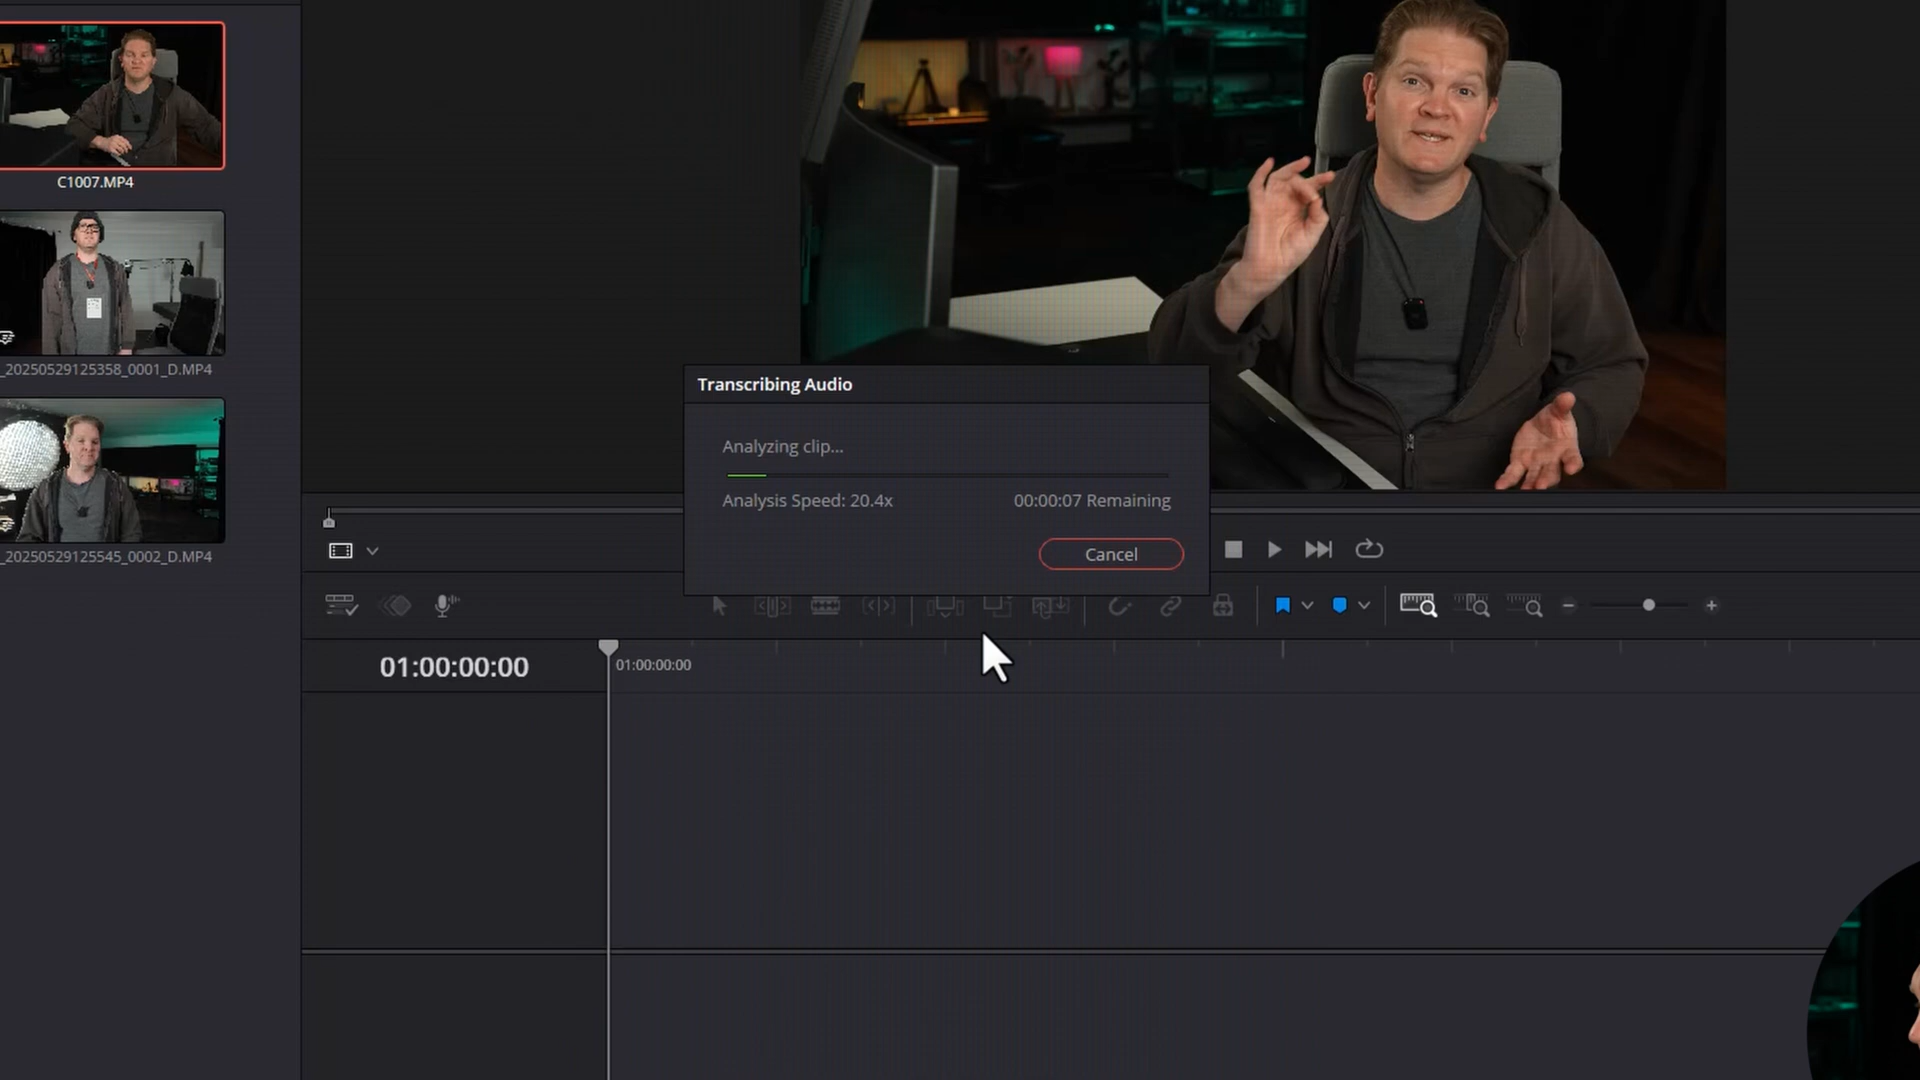 C1007.MP4
_20250529125358_0001_D.MP4
_20250529125545_0002_D.MP4
Transcribing Audio
Analyzing clip...
Analysis Speed: 20.4x
00:00:07 Remaining
Cancel
01:00:00:00
01:00:00:00